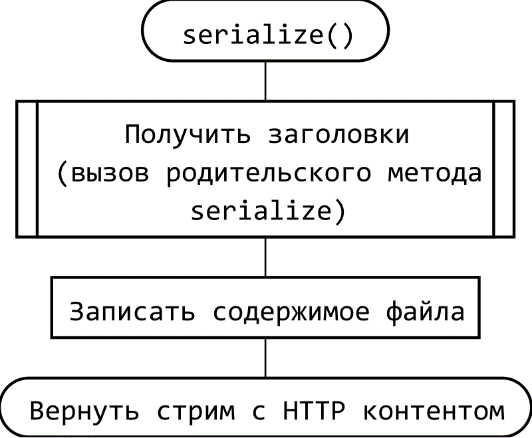 serialize()
Получить заголовки
(вызов родительского метода
serialize)
Записать содержимое файла
Вернуть стрим с HTTP контентом